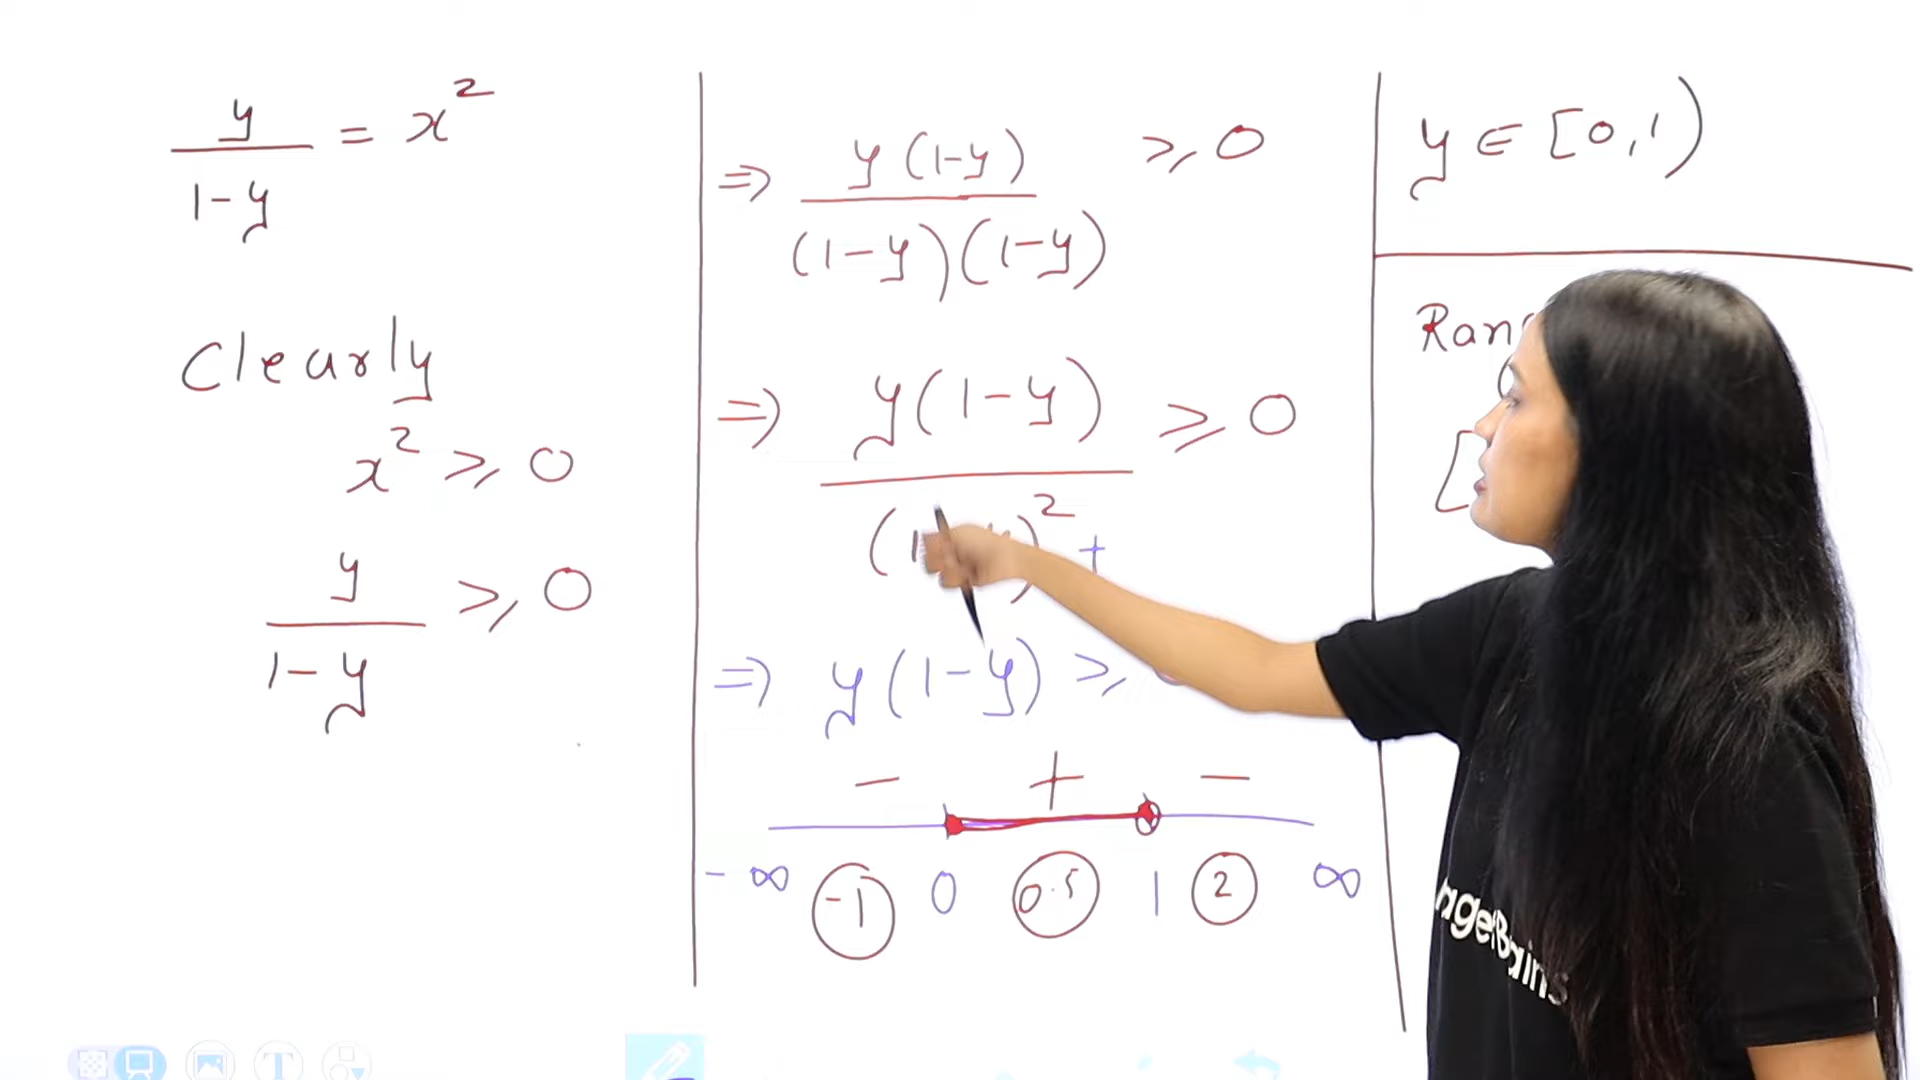 y/(1-y) = x²
Clearly
x² ≥ 0
y/(1-y) ≥ 0
⇒ y(1-y)/((1-y)(1-y)) ≥ 0
⇒ y(1-y)/(1-y)² ≥ 0
+
⇒ y(1-y) ≥
- + -
-∞ -1 0 0.5 1 2 ∞
y ∈ [0,1)
[
T